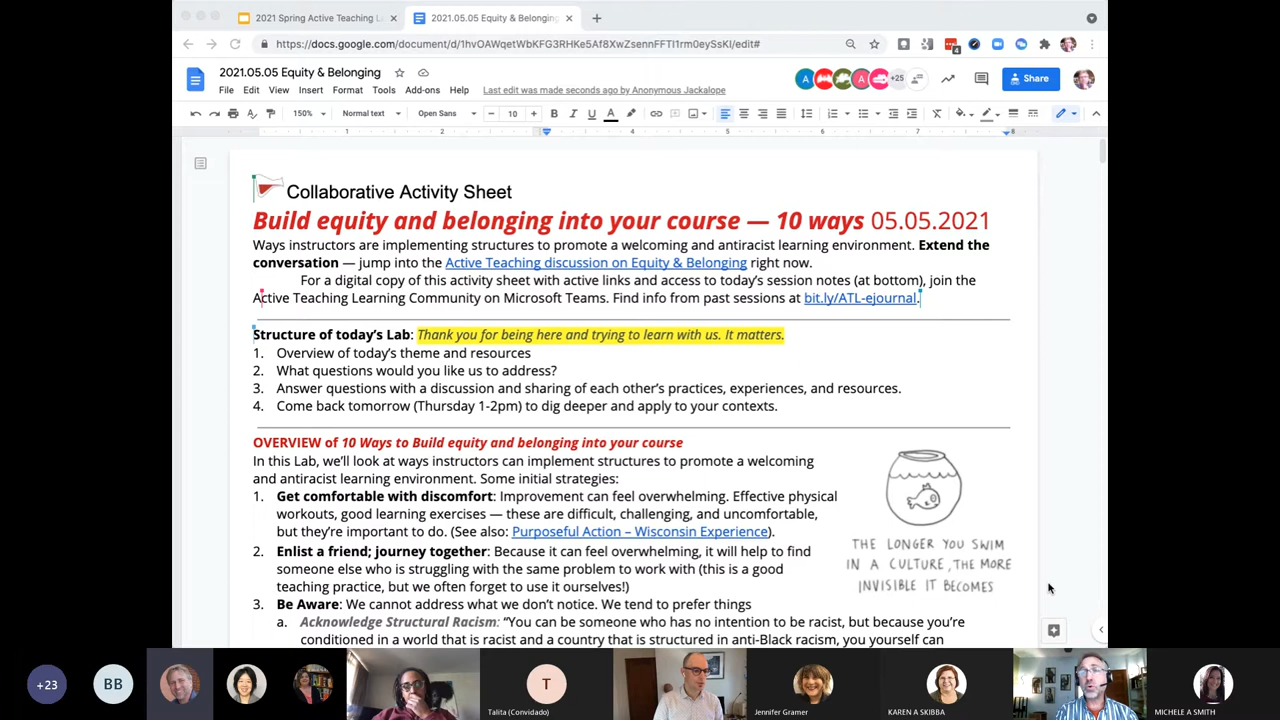 2021 Spring Active Teaching La
2021.05.05 Equity & Belonging
https://docs.google.com/document/d/1hvOAWqetWbKFG3RHKe5Af8XwZsennFFTI1rm0eySsKI/edit#
4
2021.05.05 Equity & Belonging
File Edit View Insert Format Tools Add-ons Help Last edit was made seconds ago by Anonymous Jackalope
A A +25 Share
150% Normal text Open Sans 10 B I U A
1 2 3 4 5 6 7 8
Collaborative Activity Sheet
Build equity and belonging into your course — 10 ways 05.05.2021
Ways instructors are implementing structures to promote a welcoming and antiracist learning environment. Extend the
conversation — jump into the Active Teaching discussion on Equity & Belonging right now.
For a digital copy of this activity sheet with active links and access to today's session notes (at bottom), join the
Active Teaching Learning Community on Microsoft Teams. Find info from past sessions at bit.ly/ATL-ejournal.
Structure of today's Lab: Thank you for being here and trying to learn with us. It matters.
1. Overview of today's theme and resources
2. What questions would you like us to address?
3. Answer questions with a discussion and sharing of each other's practices, experiences, and resources.
4. Come back tomorrow (Thursday 1-2pm) to dig deeper and apply to your contexts.
OVERVIEW of 10 Ways to Build equity and belonging into your course
In this Lab, we'll look at ways instructors can implement structures to promote a welcoming
and antiracist learning environment. Some initial strategies:
1. Get comfortable with discomfort: Improvement can feel overwhelming. Effective physical
workouts, good learning exercises — these are difficult, challenging, and uncomfortable,
but they're important to do. (See also: Purposeful Action – Wisconsin Experience).
2. Enlist a friend; journey together: Because it can feel overwhelming, it will help to find
someone else who is struggling with the same problem to work with (this is a good
teaching practice, but we often forget to use it ourselves!)
3. Be Aware: We cannot address what we don't notice. We tend to prefer things
a. Acknowledge Structural Racism: "You can be someone who has no intention to be racist, but because you're
conditioned in a world that is racist and a country that is structured in anti-Black racism, you yourself can
THE LONGER YOU SWIM
IN A CULTURE, THE MORE
INVISIBLE IT BECOMES
+23
BB
T
Talita (Convidado)
Jennifer Gramer
KAREN A SKIBBA
MICHELE A SMITH